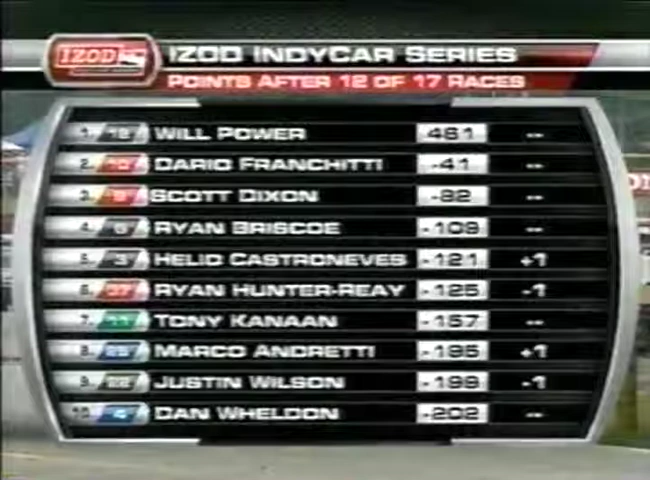 IZOD IZOD INDYCAR SERIES
POINTS AFTER 12 OF 17 RACES
1. 12 WILL POWER 461 --
2. 10 DARIO FRANCHITTI -41 --
3. 9 SCOTT DIXON -82 --
4. 6 RYAN BRISCOE -109 --
5. 3 HELIO CASTRONEVES -121 +1
6. 37 RYAN HUNTER-REAY -125 -1
7. 11 TONY KANAAN -157 --
8. 26 MARCO ANDRETTI -195 +1
9. 22 JUSTIN WILSON -199 -1
10. 4 DAN WHELDON -202 --